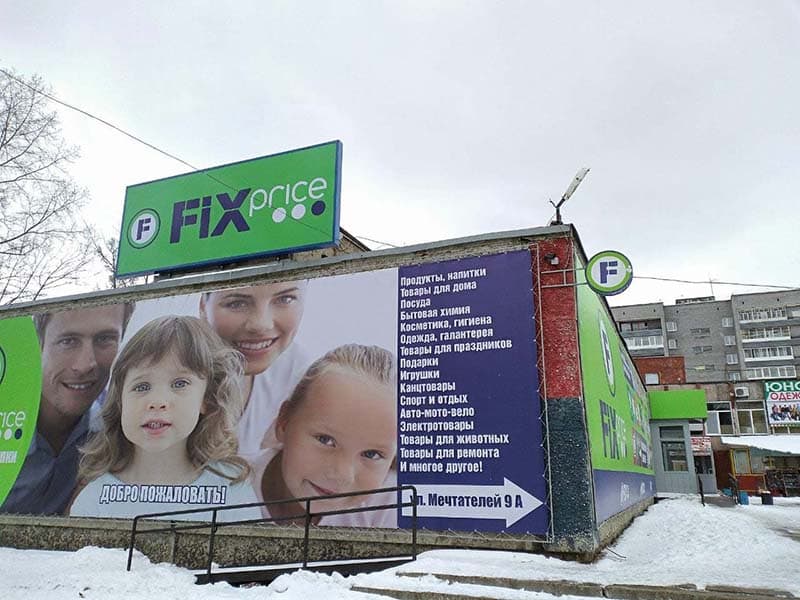 F
FiXprice
F
Продукты, напитки
Товары для дома
Посуда
Бытовая химия
Косметика, гигиена
Одежда, галантерея
Товары для праздников
Подарки
Игрушки
Канцтовары
Спорт и отдых
Авто-мото-вело
Электротовары
Товары для животных
Товары для ремонта
И многое другое!
ул. Мечтателей 9 А
ДОБРО ПОЖАЛОВАТЬ!
rice
F
FiX
ОДЕЖ